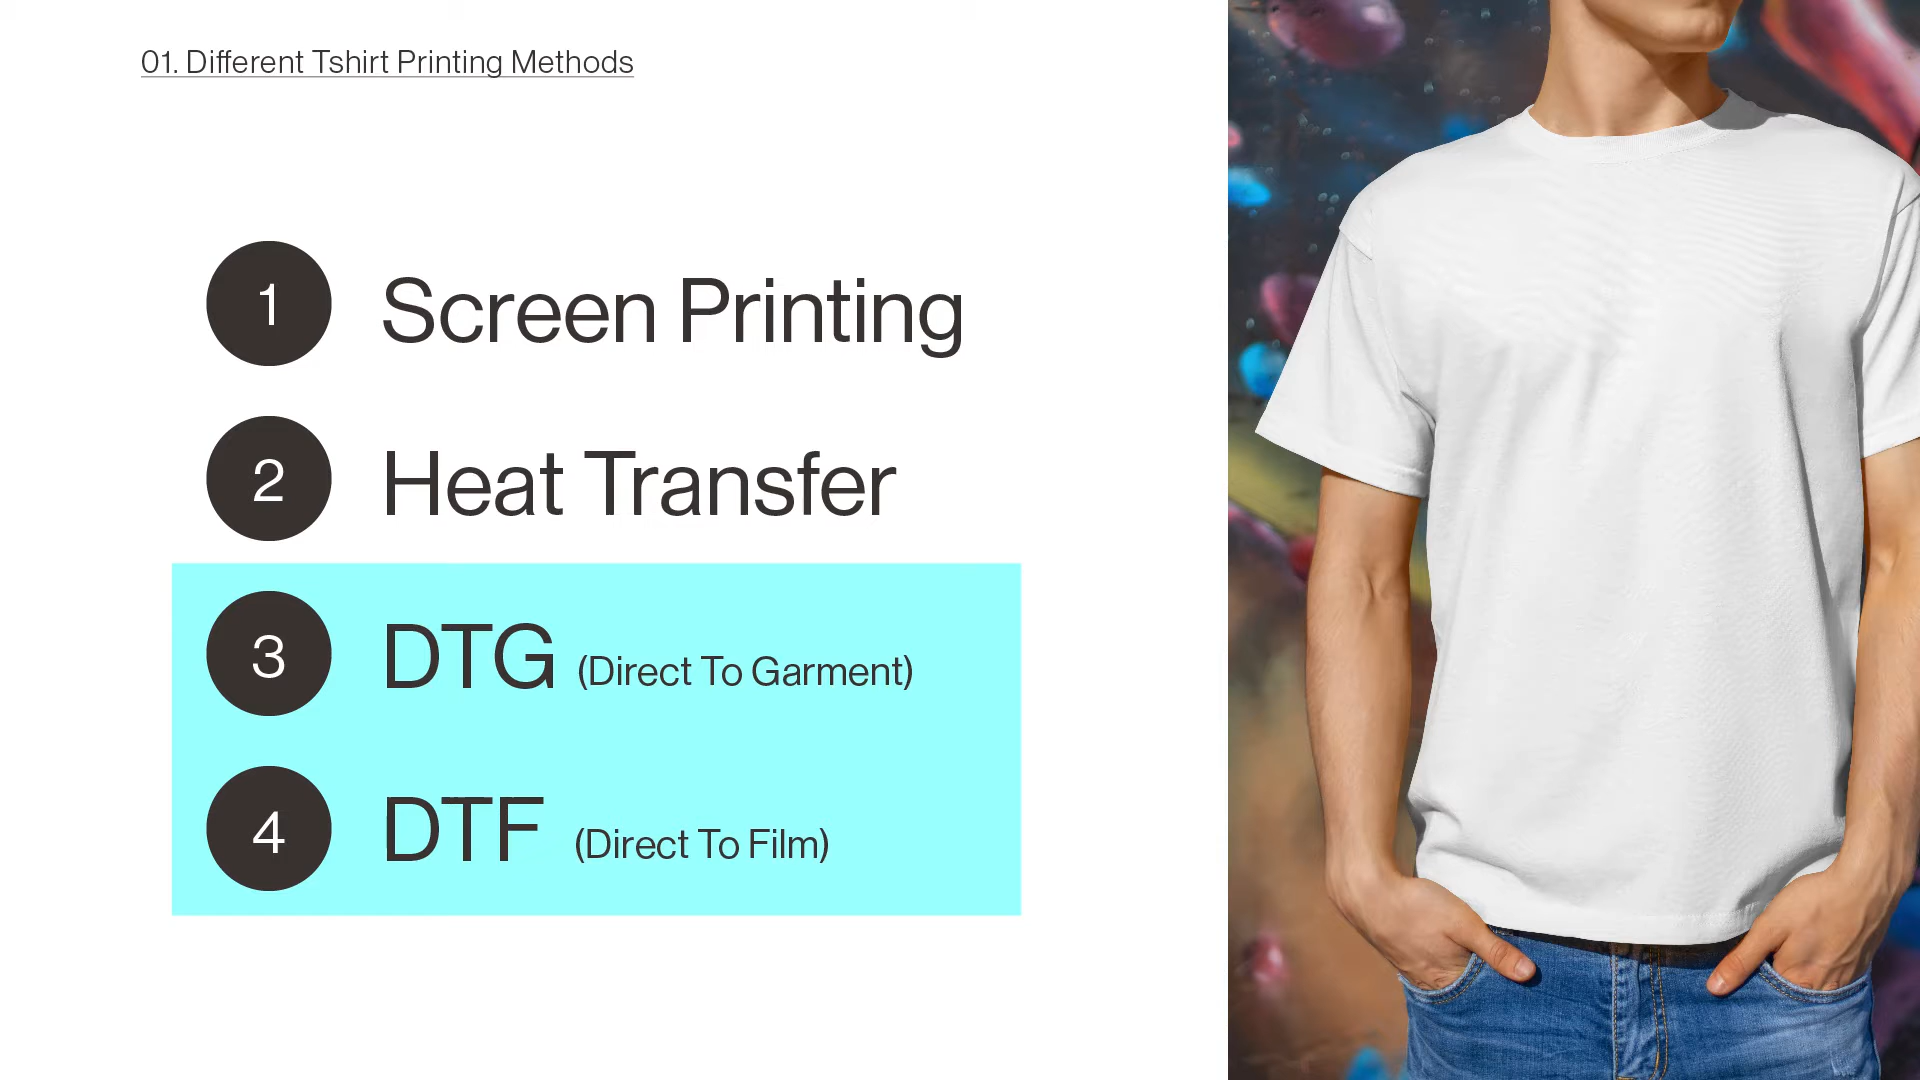 01. Different Tshirt Printing Methods
1 Screen Printing
2 Heat Transfer
3 DTG (Direct To Garment)
4 DTF (Direct To Film)